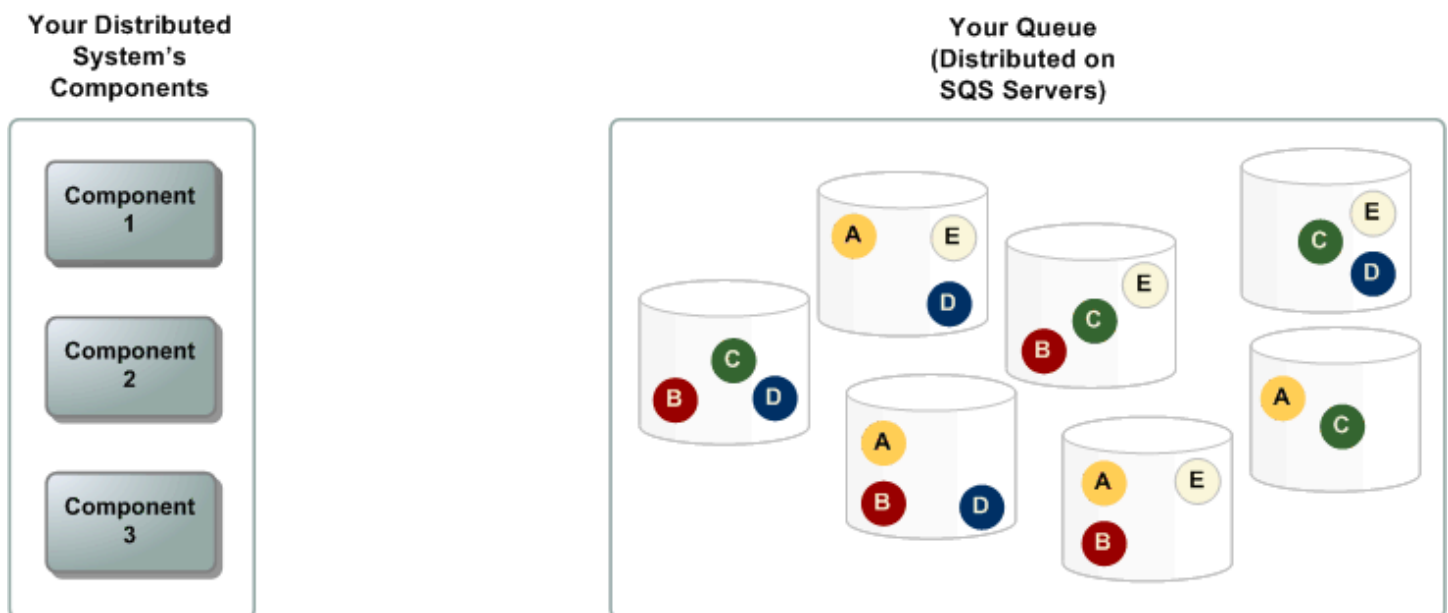 Your Distributed
System's
Components
Component
1
Component
2
Component
3
Your Queue
(Distributed on
SQS Servers)
C
B
D
A
E
D
E
C
B
E
C
D
A
B
D
A
E
B
A
C